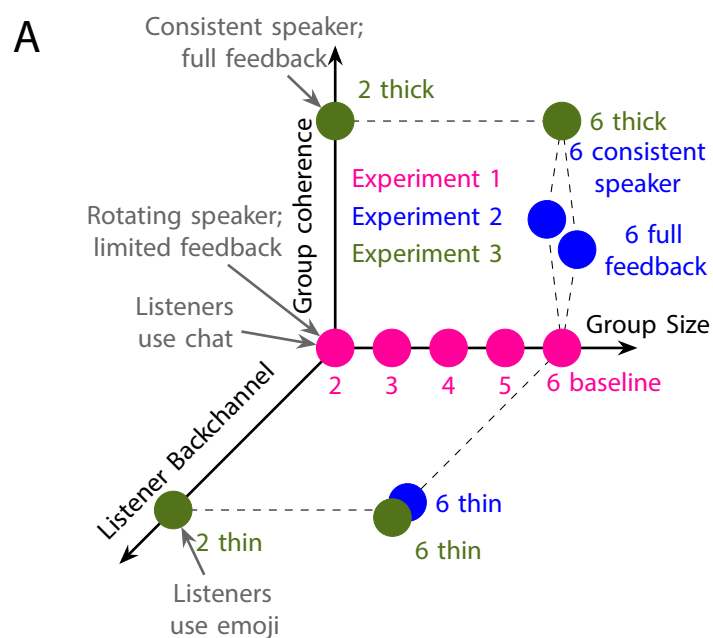 A
Consistent speaker;
full feedback
2 thick
6 thick
6 consistent
speaker
Experiment 1
Experiment 2
Experiment 3
Group coherence
Rotating speaker;
limited feedback
6 full
feedback
Listeners
use chat
Group Size
2
3
4
5
6 baseline
Listener Backchannel
6 thin
2 thin
6 thin
Listeners
use emoji